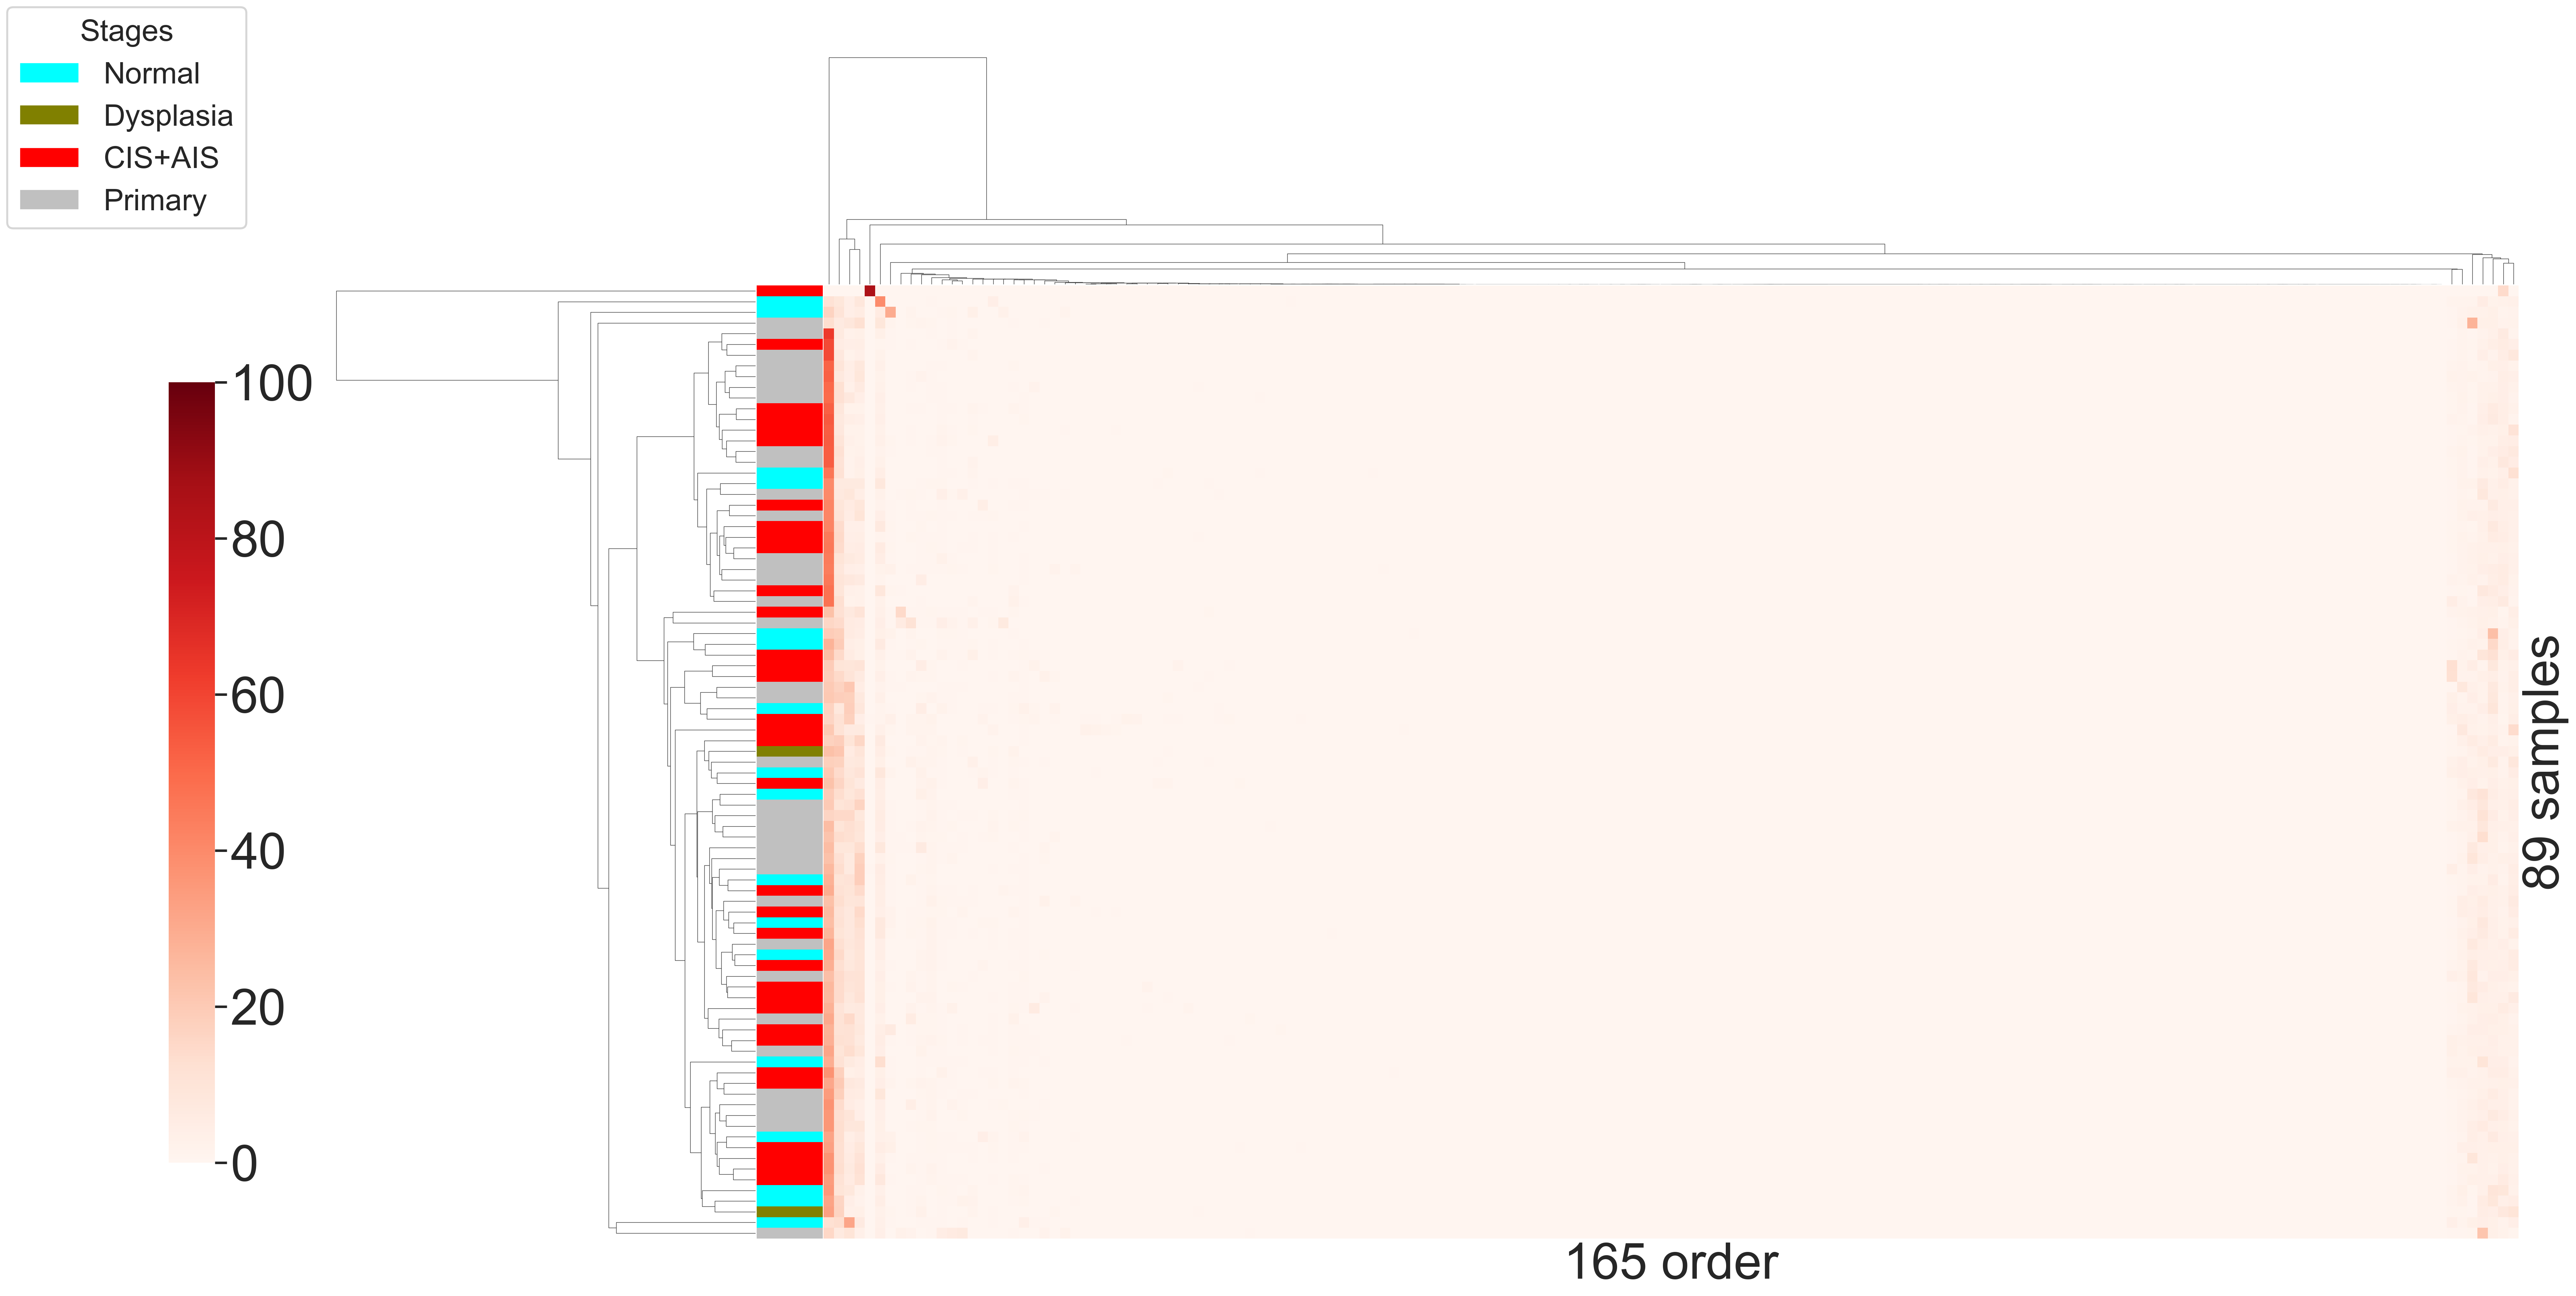 Stages
Normal
Dysplasia
CIS+AIS
Primary
100
80
60
40
20
0
89 samples
165 order